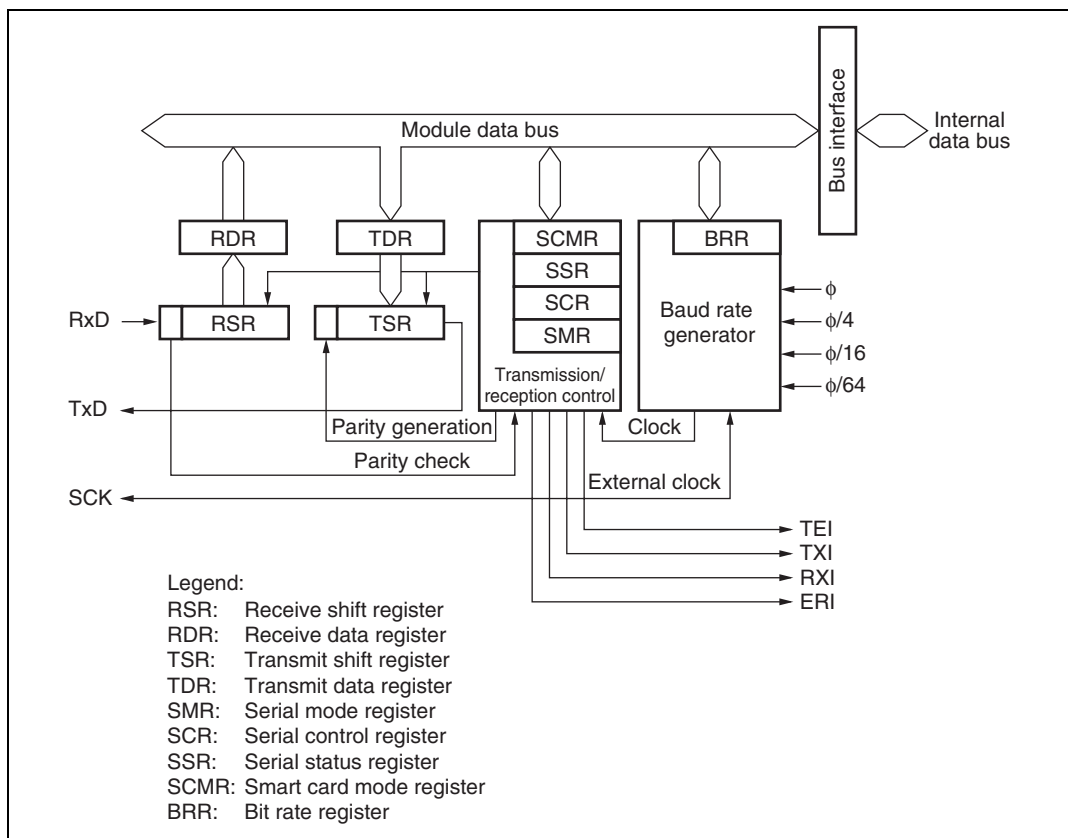 Module data bus
Bus interface
Internal
data bus
RDR
TDR
SCMR
BRR
SSR
SCR
SMR
RxD
RSR
TSR
Baud rate
generator
ϕ
ϕ/4
ϕ/16
ϕ/64
Transmission/
reception control
TxD
Parity generation
Clock
Parity check
External clock
SCK
TEI
TXI
RXI
ERI
Legend:
RSR: Receive shift register
RDR: Receive data register
TSR: Transmit shift register
TDR: Transmit data register
SMR: Serial mode register
SCR: Serial control register
SSR: Serial status register
SCMR: Smart card mode register
BRR: Bit rate register